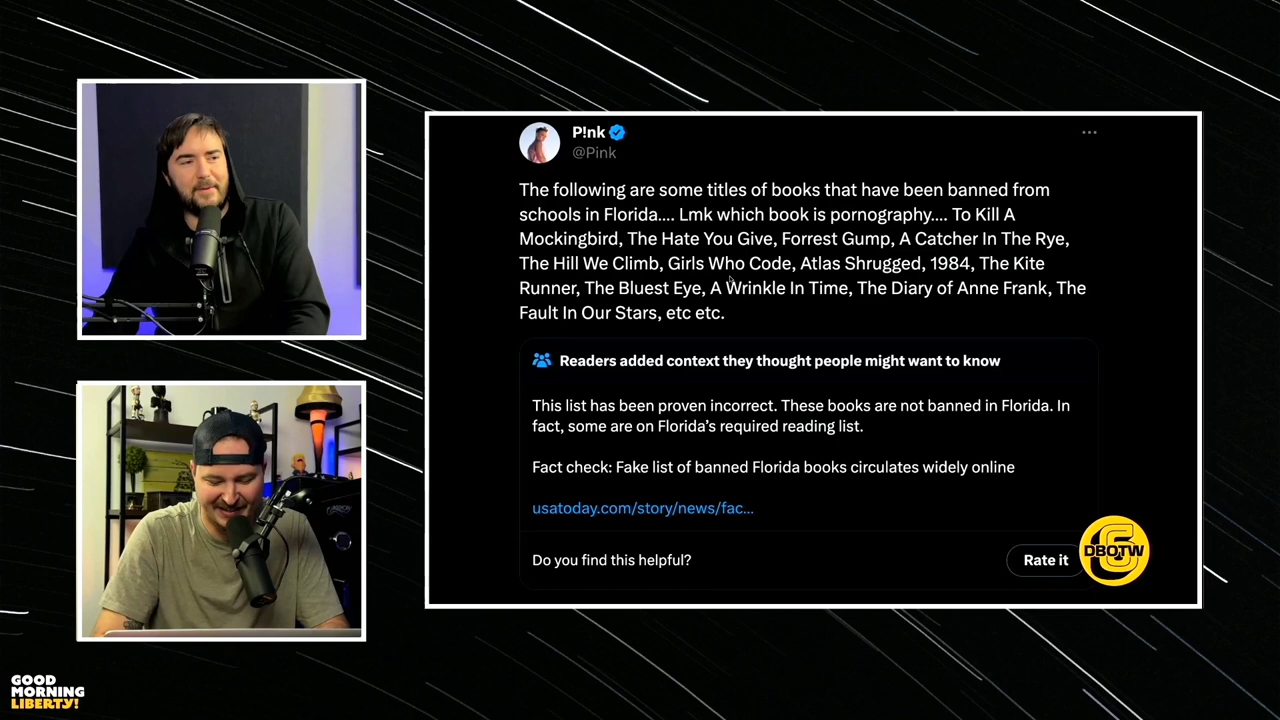 P!nk
@Pink
The following are some titles of books that have been banned from
schools in Florida.... Lmk which book is pornography.... To Kill A
Mockingbird, The Hate You Give, Forrest Gump, A Catcher In The Rye,
The Hill We Climb, Girls Who Code, Atlas Shrugged, 1984, The Kite
Runner, The Bluest Eye, A Wrinkle In Time, The Diary of Anne Frank, The
Fault In Our Stars, etc etc.
Readers added context they thought people might want to know
This list has been proven incorrect. These books are not banned in Florida. In
fact, some are on Florida's required reading list.
Fact check: Fake list of banned Florida books circulates widely online
usatoday.com/story/news/fac...
Do you find this helpful?
Rate it
6
DBOTW
GOOD
MORNING
LIBERTY!